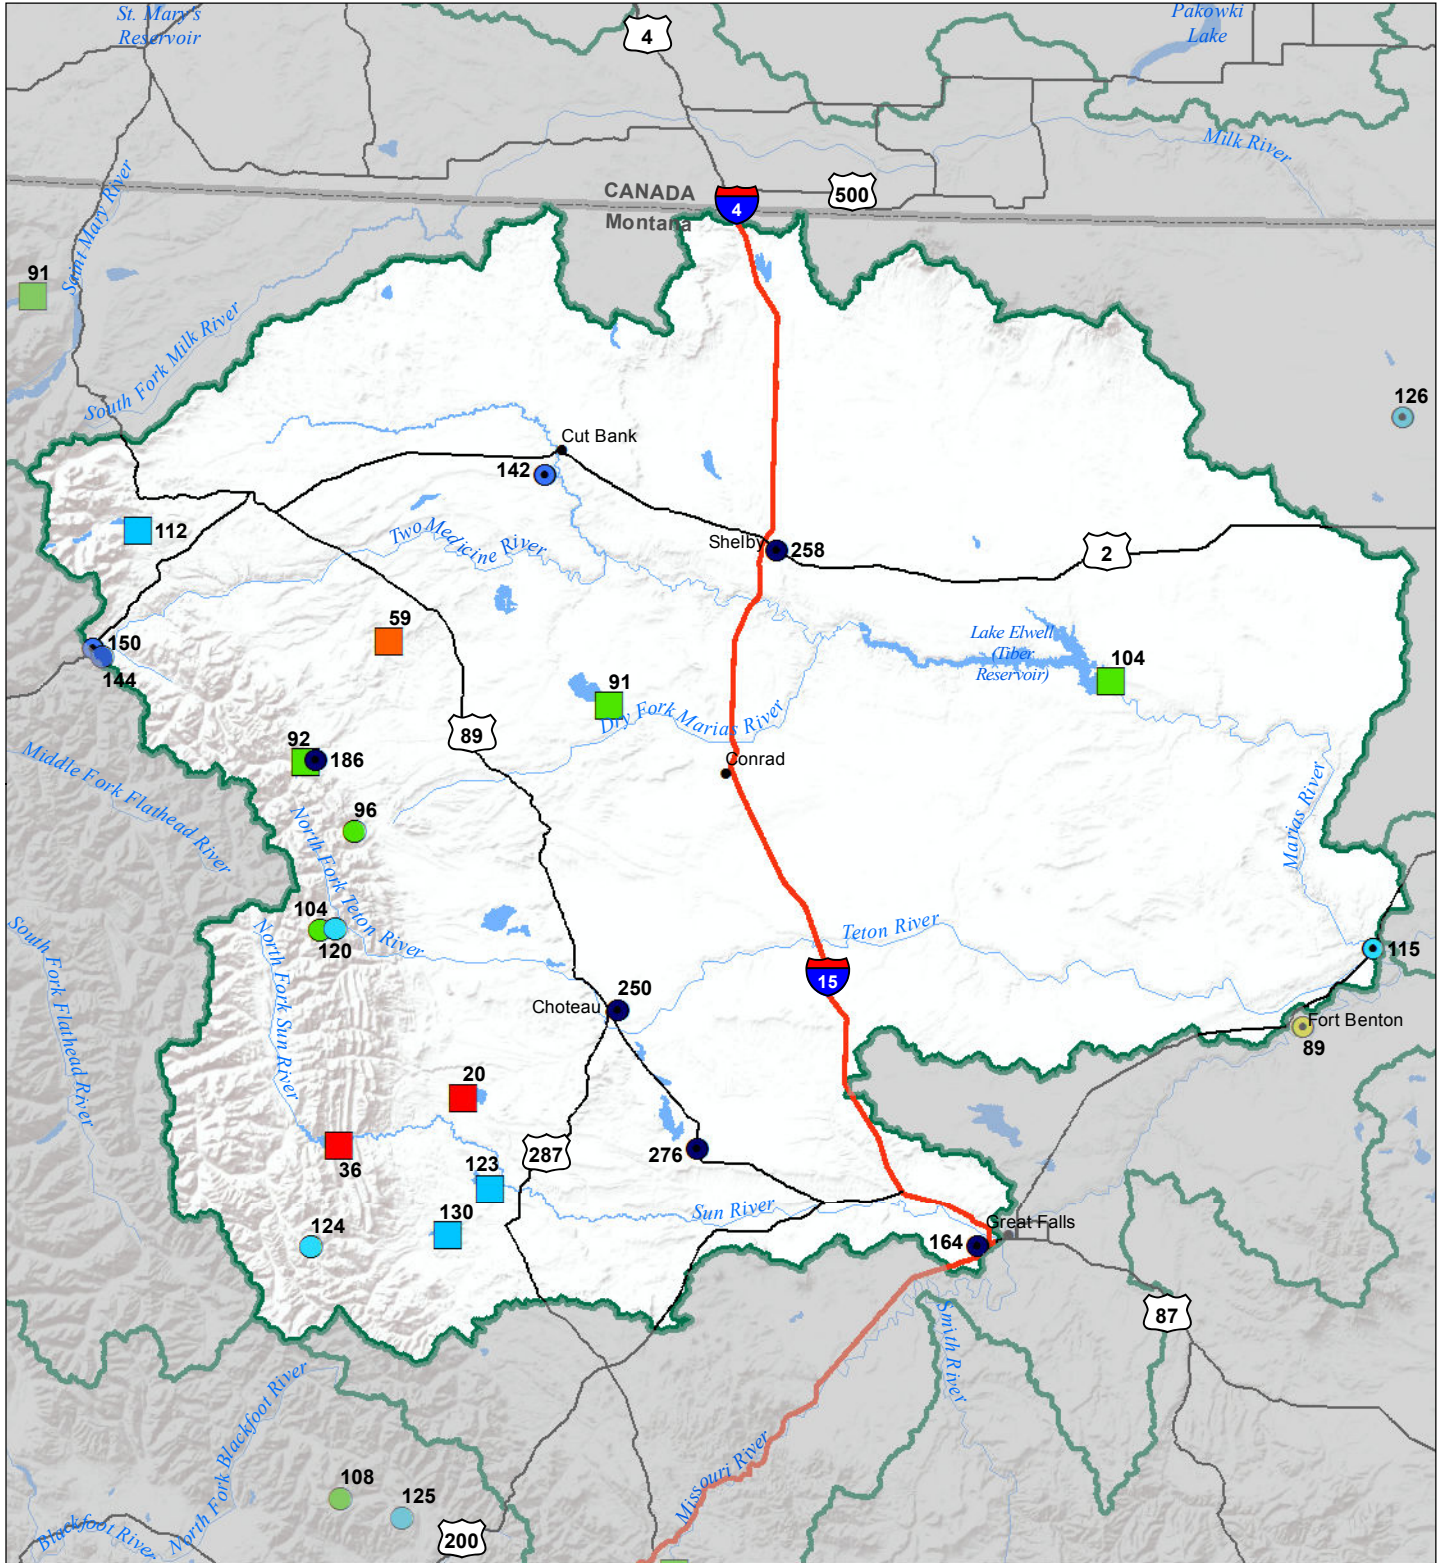 St. Mary's
Reservoir
4
Pakowki
Lake
Milk River
CANADA
Montana
4
500
Saint Mary River
91
South Fork Milk River
126
Cut Bank
142
112
Two Medicine River
Shelby
258
2
59
150
144
Lake Elwell
(Tiber
Reservoir)
104
91
Dry Fork Marias River
89
92
186
Conrad
Middle Fork Flathead River
96
North Fork Teton River
Marias River
104
120
South Fork Flathead River
North Fork Sun River
Teton River
115
15
250
Choteau
Fort Benton
89
20
36
287
276
123
130
Sun River
124
Great Falls
164
Smith River
87
North Fork Blackfoot River
Missouri River
108
125
Blackfoot River
200